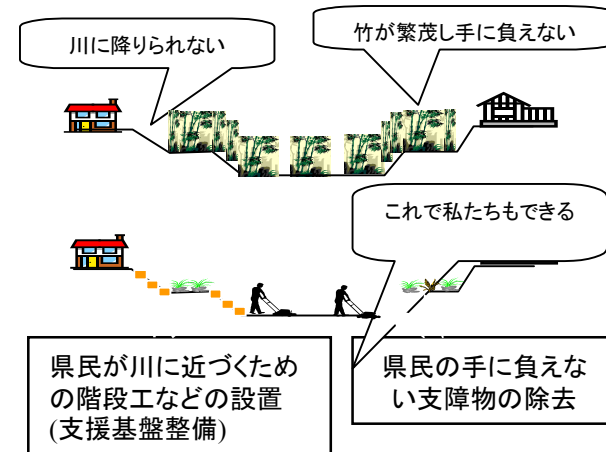 川に降りられない
竹が繁茂し手に負えない
これで私たちもできる
県民が川に近づくため
の階段工などの設置
(支援基盤整備)
県民の手に負えな
い支障物の除去